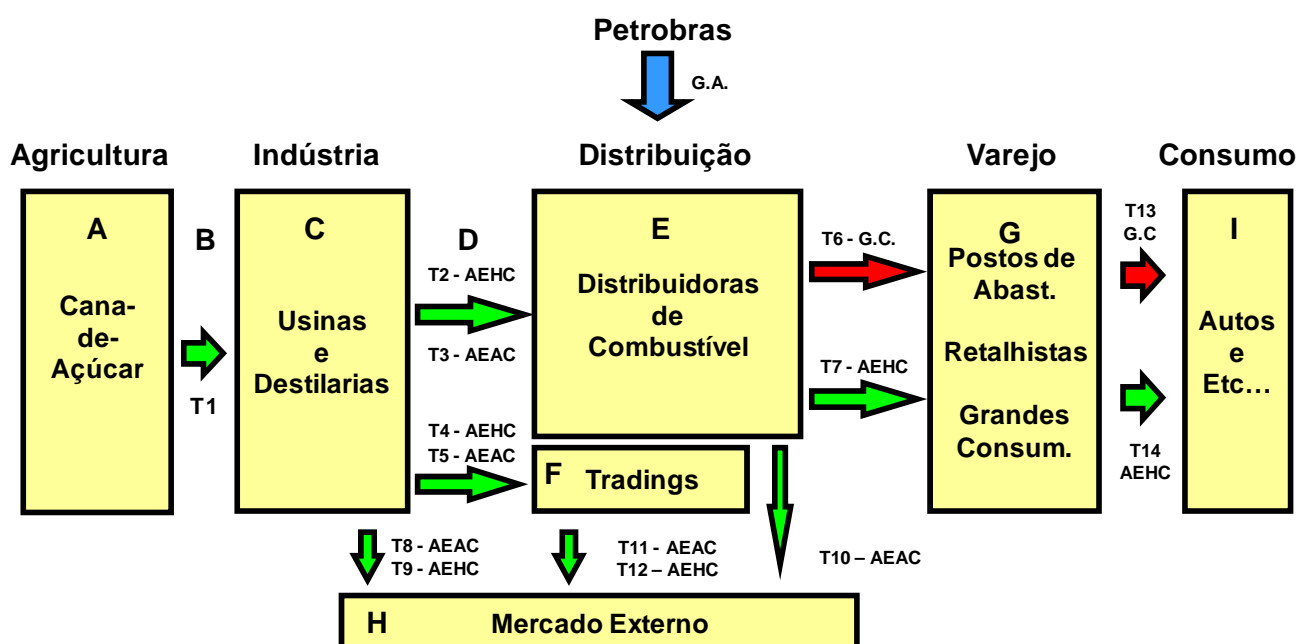 Petrobras
G.A.
Agricultura
Indústria
Distribuição
Varejo
Consumo
A
Cana-
de-
Açúcar
B
T1
C
Usinas
e
Destilarias
D
T2 - AEHC
T3 - AEAC
T4 - AEHC
T5 - AEAC
E
Distribuidoras
de
Combustível
F Tradings
T6 - G.C.
T7 - AEHC
G
Postos de
Abast.
Retalhistas
Grandes
Consum.
T13
G.C
T14
AEHC
I
Autos
e
Etc...
T8 - AEAC
T9 - AEHC
T11 - AEAC
T12– AEHC
T10 – AEAC
H Mercado Externo